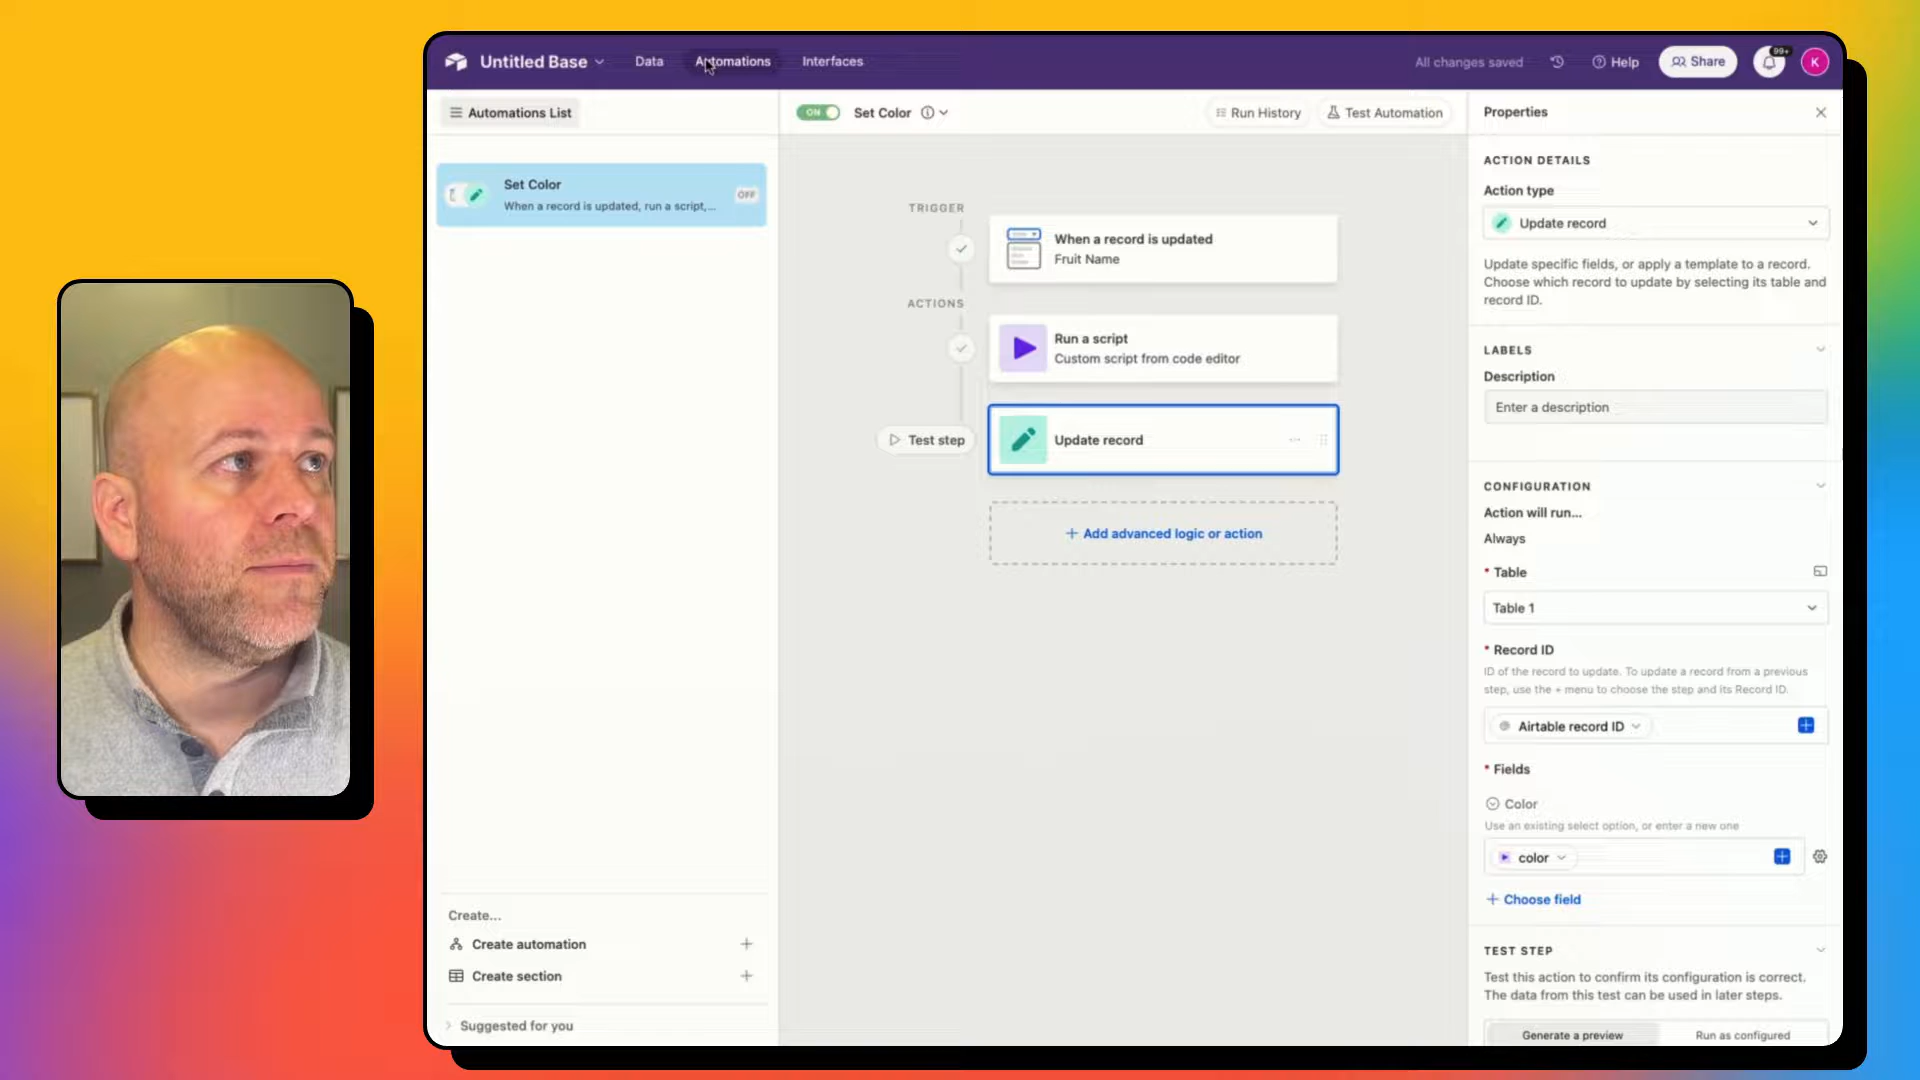 Untitled Base
Data
Automations
Interfaces
All changes saved
Help
Share
99+
K
Automations List
ON
Set Color
Run History
Test Automation
Properties
Set Color
When a record is updated, run a script,...
OFF
TRIGGER
When a record is updated
Fruit Name
ACTIONS
Run a script
Custom script from code editor
Test step
Update record
+ Add advanced logic or action
Create...
Create automation
Create section
Suggested for you
ACTION DETAILS
Action type
Update record
Update specific fields, or apply a template to a record.
Choose which record to update by selecting its table and
record ID.
LABELS
Description
Enter a description
CONFIGURATION
Action will run...
Always
* Table
Table 1
* Record ID
ID of the record to update. To update a record from a previous
step, use the + menu to choose the step and its Record ID.
Airtable record ID
* Fields
Color
Use an existing select option, or enter a new one
color
+ Choose field
TEST STEP
Test this action to confirm its configuration is correct.
The data from this test can be used in later steps.
Generate a preview
Run as configured